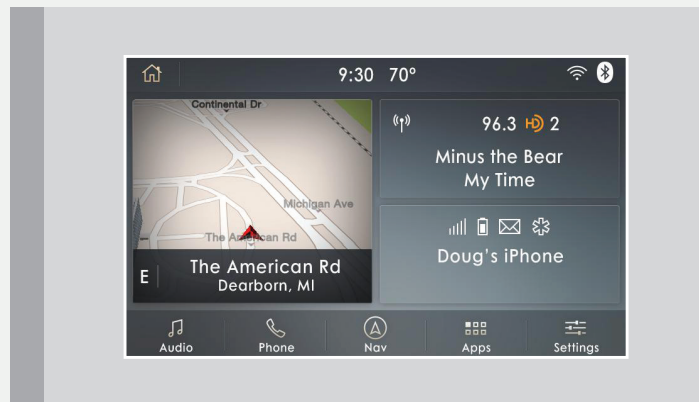 9:30 70°
Continental Dr
Michigan Ave
The American Rd
E
The American Rd
Dearborn, MI
96.3 HD 2
Minus the Bear
My Time
Doug's iPhone
Audio
Phone
Nav
Apps
Settings